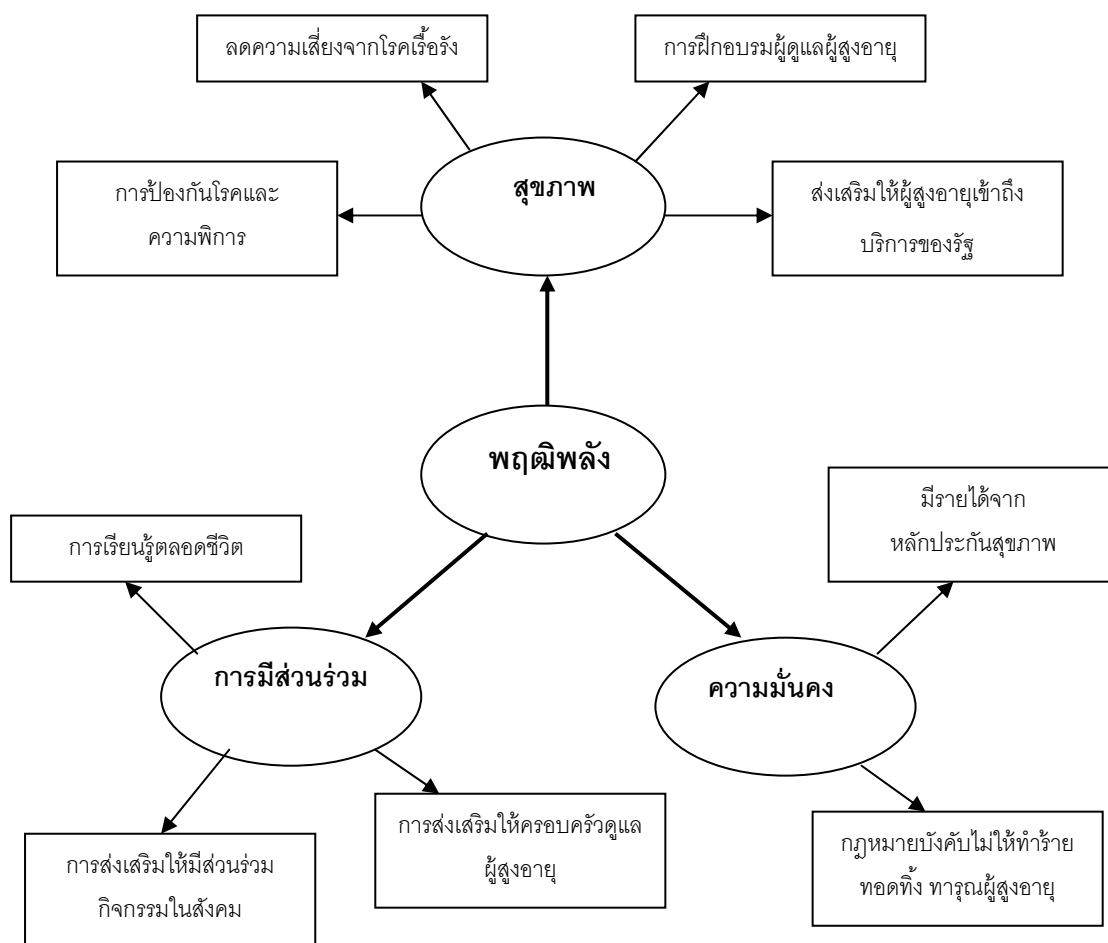 ลดความเสี่ยงจากโรคเรื้อรัง
การฝึกอบรมผู้ดูแลผู้สูงอายุ
สุขภาพ
การป้องกันโรคและ
ความพิการ
ส่งเสริมให้ผู้สูงอายุเข้าถึง
บริการของรัฐ
พฤฒิพลัง
มีรายได้จาก
หลักประกันสุขภาพ
การเรียนรู้ตลอดชีวิต
การมีส่วนร่วม
ความมั่นคง
การส่งเสริมให้ครอบครัวดูแล
ผู้สูงอายุ
กฎหมายบังคับไม่ให้ทำร้าย
ทอดทิ้ง ทารุณผู้สูงอายุ
การส่งเสริมให้มีส่วนร่วม
กิจกรรมในสังคม